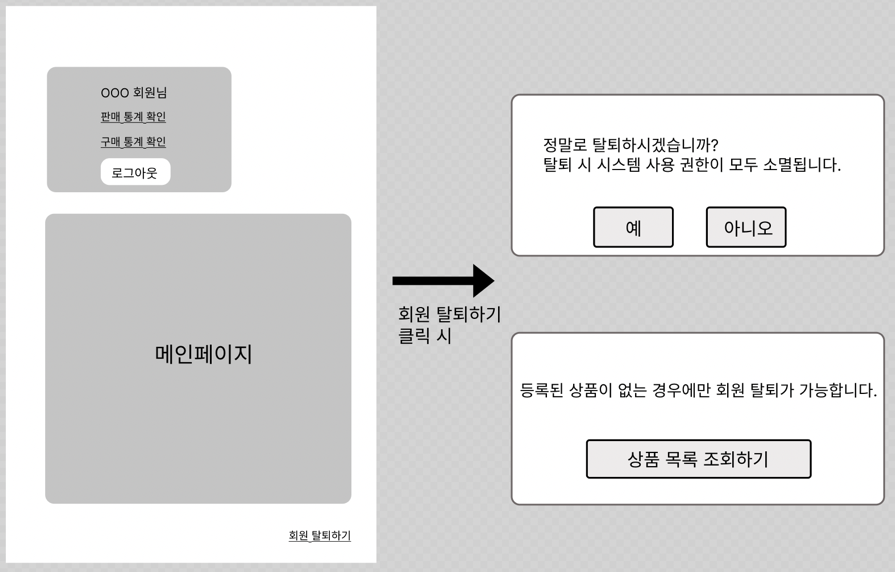 OOO 회원님
판매 통계 확인
구매 통계 확인
로그아웃
메인페이지
회원 탈퇴하기
회원 탈퇴하기
클릭 시
정말로 탈퇴하시겠습니까?
탈퇴 시 시스템 사용 권한이 모두 소멸됩니다.
예
아니오
등록된 상품이 없는 경우에만 회원 탈퇴가 가능합니다.
상품 목록 조회하기